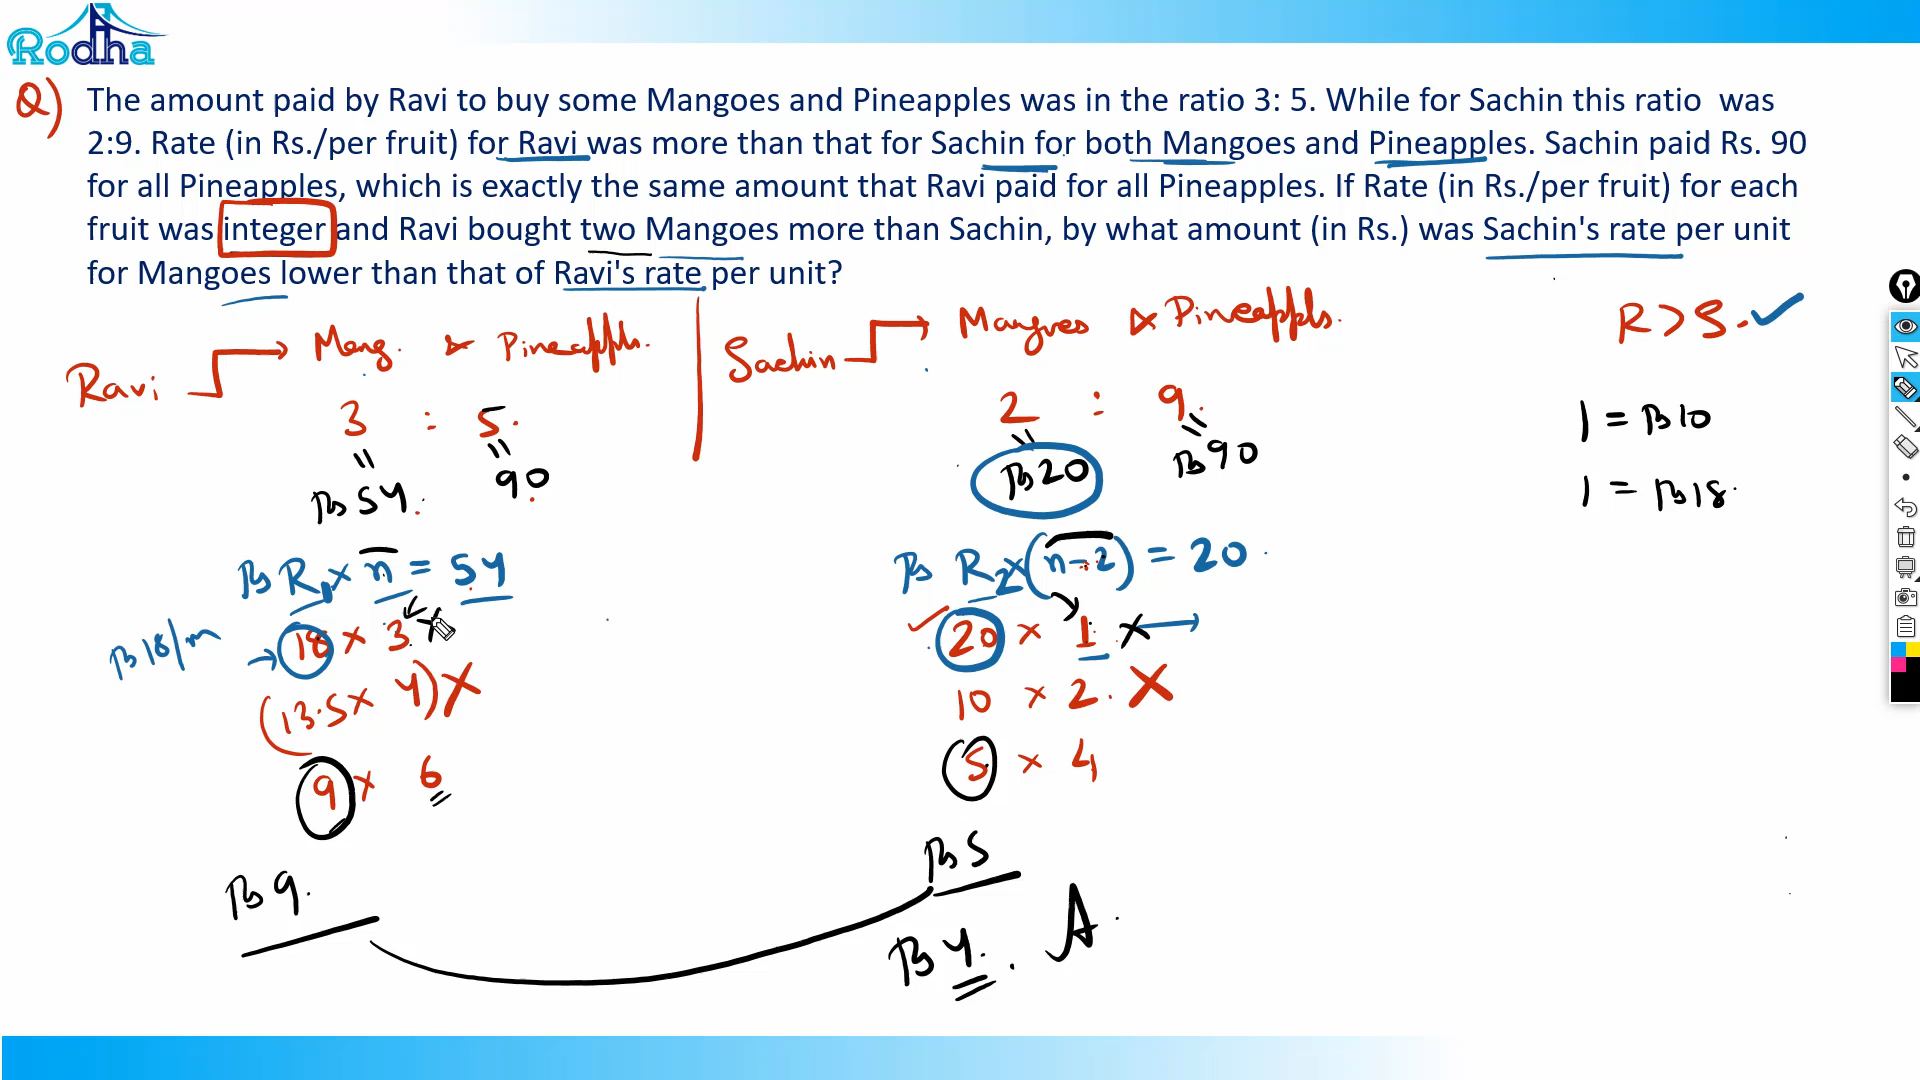 Rodha
Q) The amount paid by Ravi to buy some Mangoes and Pineapples was in the ratio 3: 5. While for Sachin this ratio was
2:9. Rate (in Rs./per fruit) for Ravi was more than that for Sachin for both Mangoes and Pineapples. Sachin paid Rs. 90
for all Pineapples, which is exactly the same amount that Ravi paid for all Pineapples. If Rate (in Rs./per fruit) for each
fruit was integer and Ravi bought two Mangoes more than Sachin, by what amount (in Rs.) was Sachin's rate per unit
for Mangoes lower than that of Ravi's rate per unit?
Ravi → Mang. & Pineappls.
3 : 5.
Rs 54. 90
Rs R1 × n = 54
Rs 18/m → 18 × 3 ×
(13.5 × 4) ×
9 × 6
Rs 9.
Sachin → Mangoes & Pineappls.
2 : 9.
Rs 20 Rs 90
Rs R2 × (n-2) = 20
✓ 20 × 1 × →
10 × 2. ×
5 × 4
Rs 5
Rs 4. A.
R > S. ✓
1 = Rs 10
1 = Rs 18.